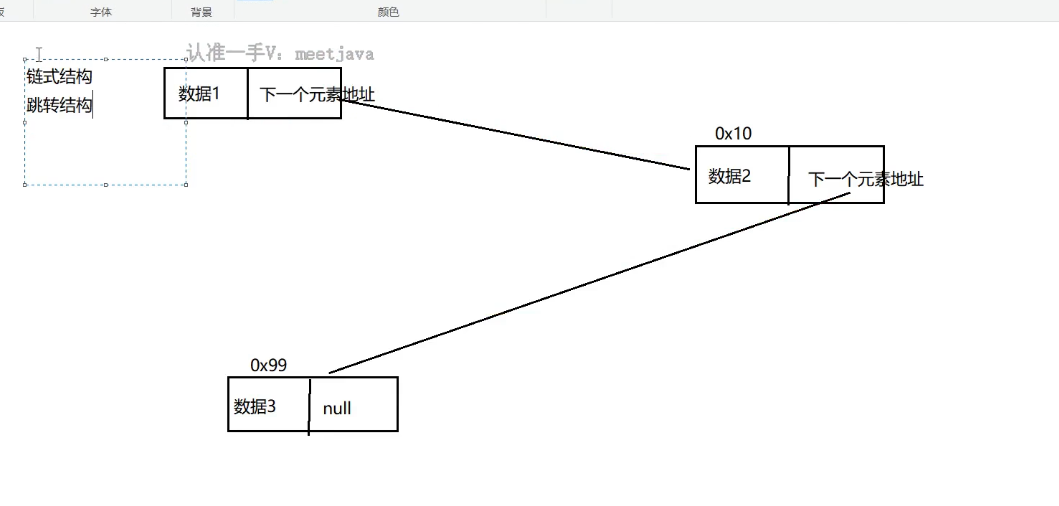 字体
背景
颜色
认准一手V：meetjava
链式结构
跳转结构
数据1
下一个元素地址
0x10
数据2
下一个元素地址
0x99
数据3
null